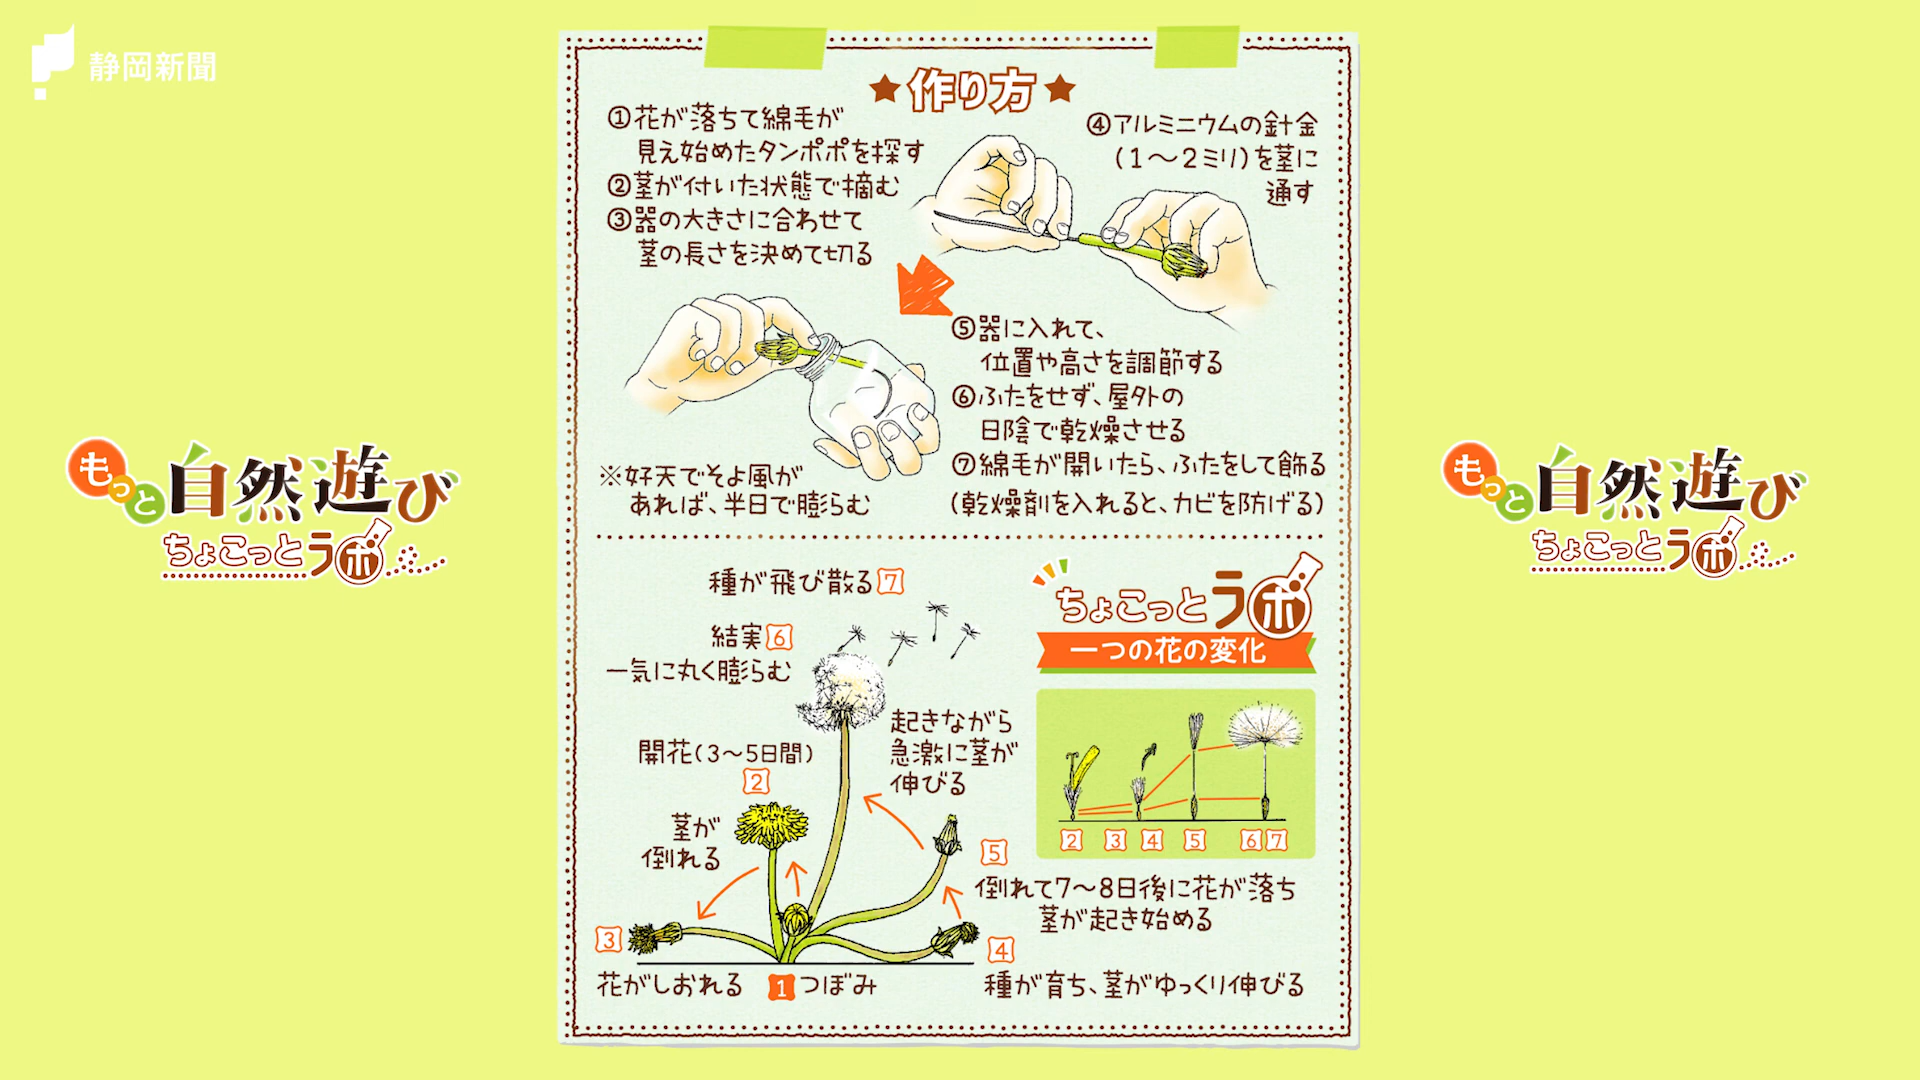 静岡新聞
もっと自然遊び
ちょこっとラボ
★作り方★
①花が落ちて綿毛が
見え始めたタンポポを探す
②茎が付いた状態で摘む
③器の大きさに合わせて
茎の長さを決めて切る
④アルミニウムの針金
(1〜2ミリ)を茎に
通す
⑤器に入れて、
位置や高さを調節する
⑥ふたをせず、屋外の
日陰で乾燥させる
⑦綿毛が開いたら、ふたをして飾る
(乾燥剤を入れると、カビを防げる)
※好天でそよ風が
あれば、半日で膨らむ
ちょこっとラボ
一つの花の変化
2 3 4 5 6 7
種が飛び散る7
結実6
一気に丸く膨らむ
起きながら
急激に茎が
伸びる
開花(3〜5日間)
2
茎が
倒れる
5
倒れて7〜8日後に花が落ち
茎が起き始める
3
花がしおれる
1つぼみ
4
種が育ち、茎がゆっくり伸びる
もっと自然遊び
ちょこっとラボ